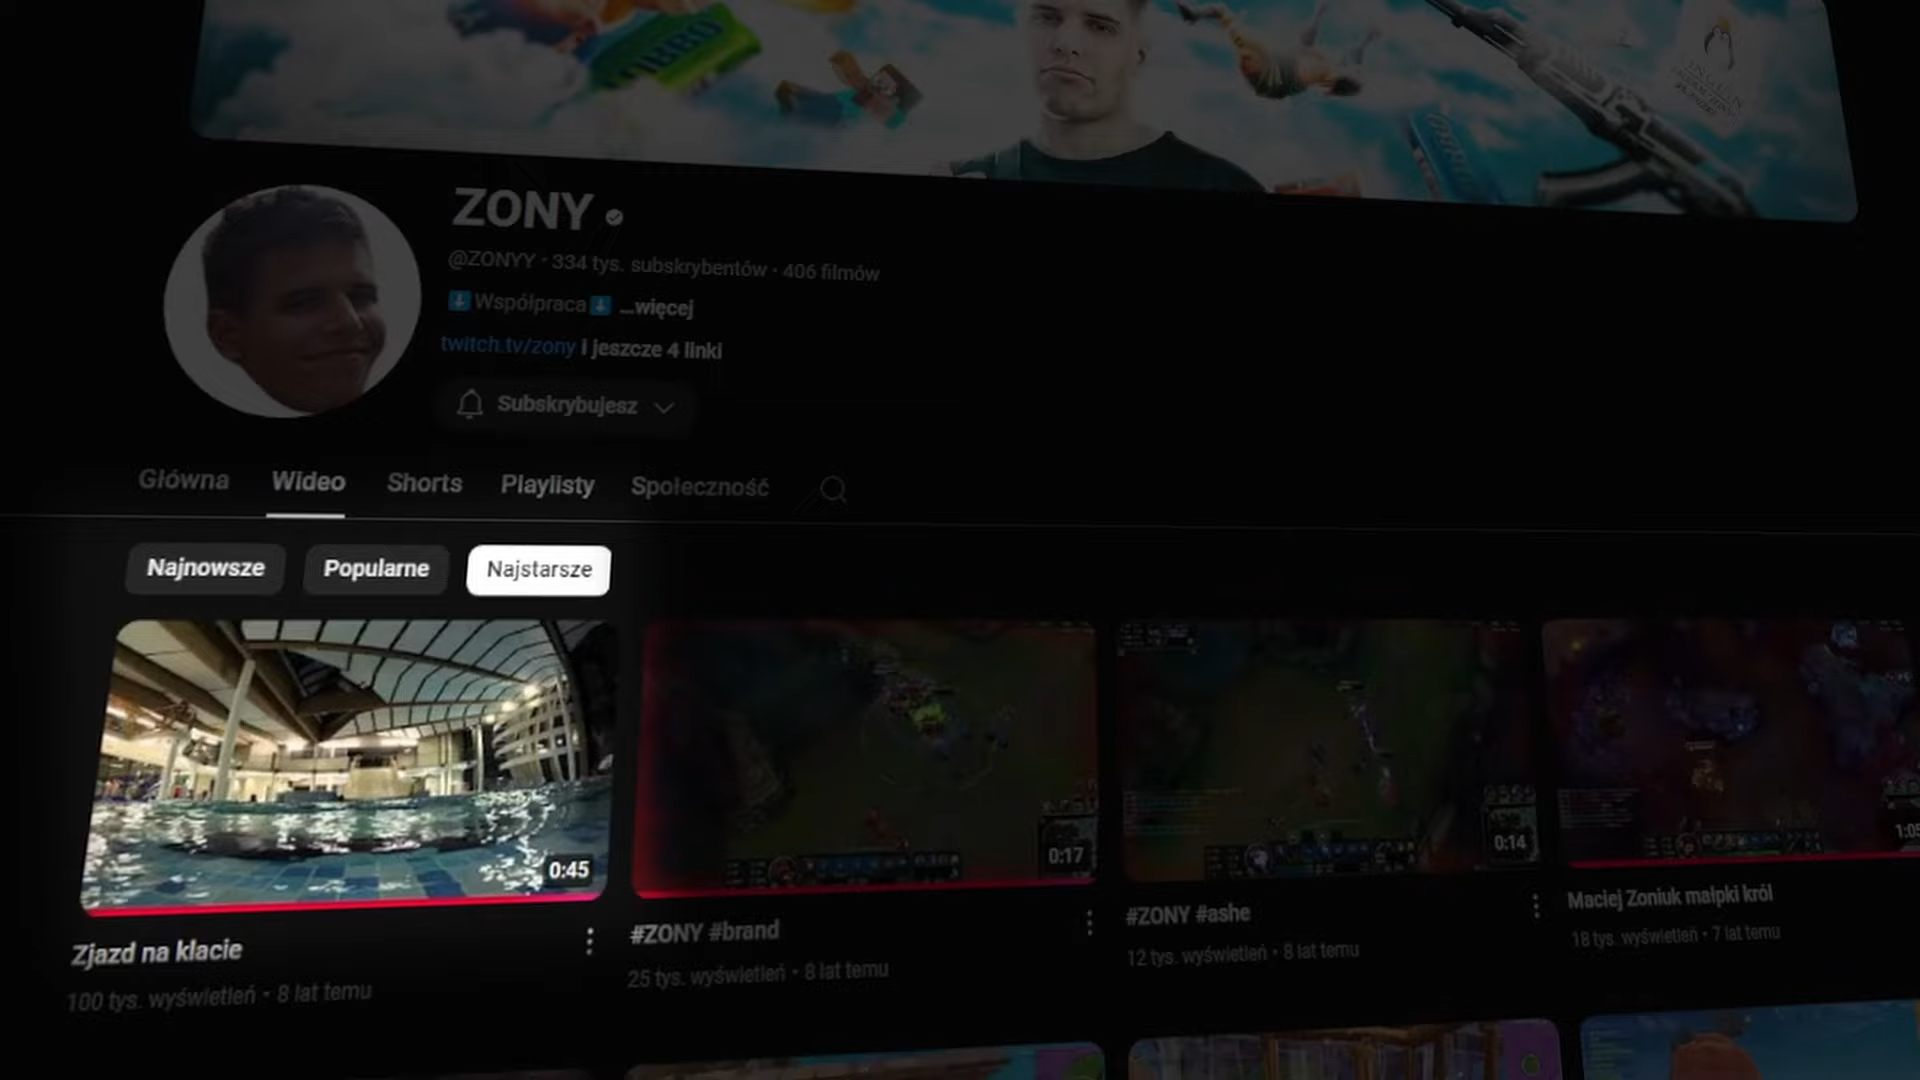 TURBO
ZONY
@ZONYY · 334 tys. subskrybentów · 406 filmów
Współpraca ...więcej
twitch.tv/zony i jeszcze 4 linki
Subskrybujesz
Główna Wideo Shorts Playlisty Społeczność
Najnowsze Popularne Najstarsze
0:45 0:17 0:14 1:05
Zjazd na klacie
100 tys. wyświetleń · 8 lat temu
#ZONY #brand
25 tys. wyświetleń · 8 lat temu
#ZONY #ashe
12 tys. wyświetleń · 8 lat temu
Maciej Zoniuk małpki król
18 tys. wyświetleń · 7 lat temu